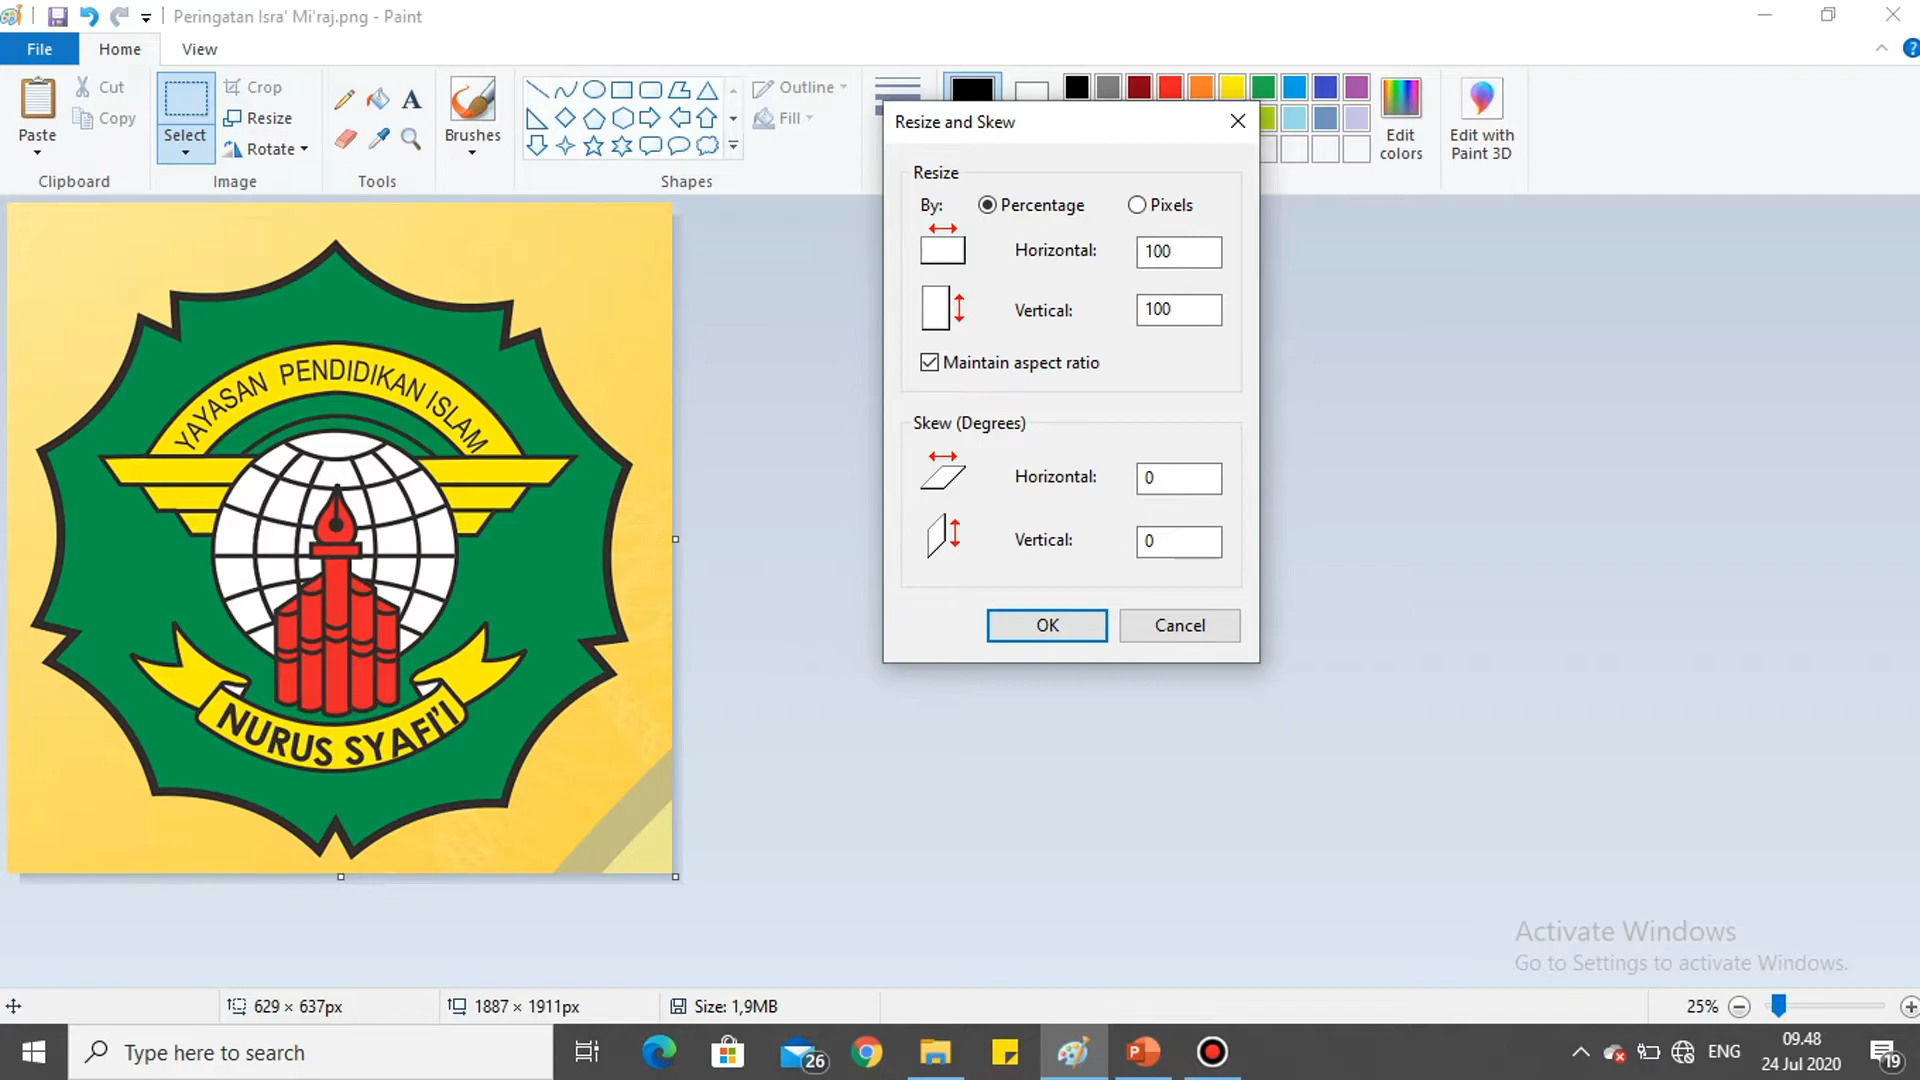 Peringatan Isra' Mi'raj.png - Paint
File
Home
View
Paste
Cut
Copy
Clipboard
Select
Crop
Resize
Rotate
Image
A
Tools
Brushes
Shapes
Outline
Fill
Edit colors
Edit with Paint 3D
?
Resize and Skew
Resize
By:
Percentage
Pixels
Horizontal:
100
Vertical:
100
Maintain aspect ratio
Skew (Degrees)
Horizontal:
0
Vertical:
0
OK
Cancel
YAYASAN PENDIDIKAN ISLAM
NURUS SYAFI'I
Activate Windows
Go to Settings to activate Windows.
629 × 637px
1887 × 1911px
Size: 1,9MB
25%
Type here to search
26
P
ENG
09.48
24 Jul 2020
19